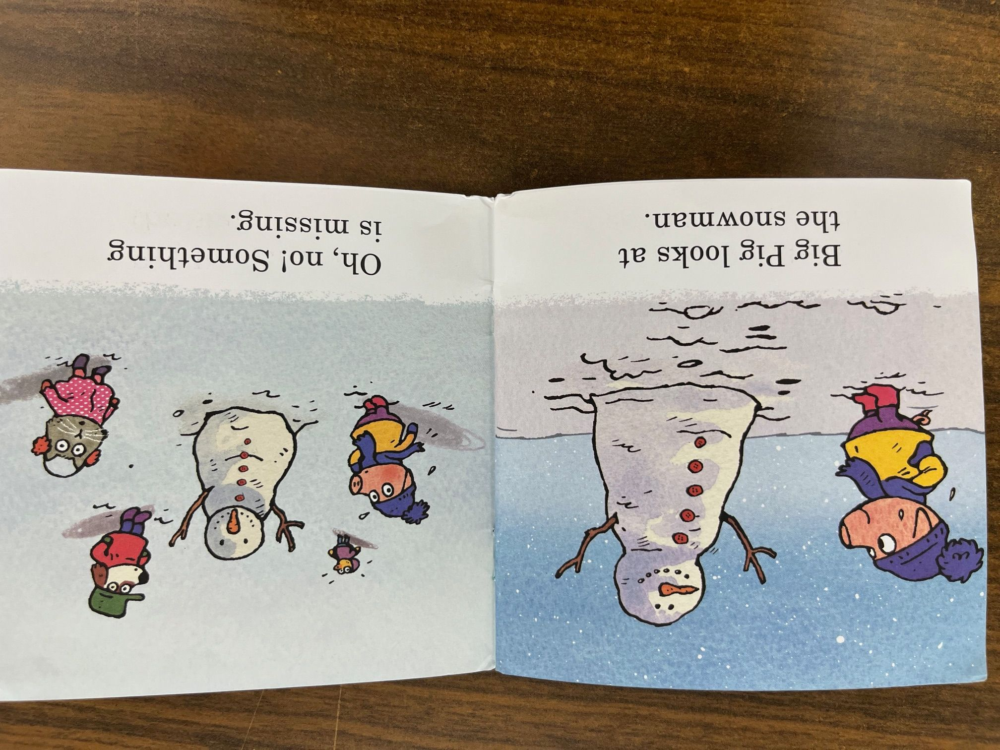 Big Pig looks at
the snowman.
Oh, no! Something
is missing.